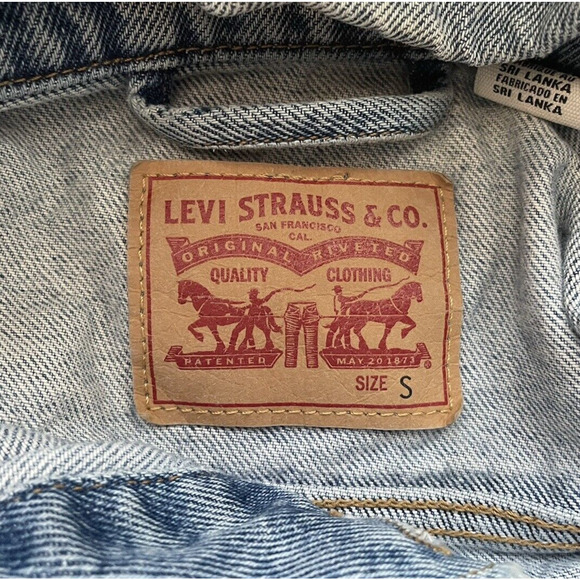 SRI LANKA
FABRICADO EN
SRI LANKA
LEVI STRAUSS & CO.
SAN FRANCISCO
CAL.
ORIGINAL RIVETED
QUALITY CLOTHING
PATENTED MAY 20 1873
®
SIZE S